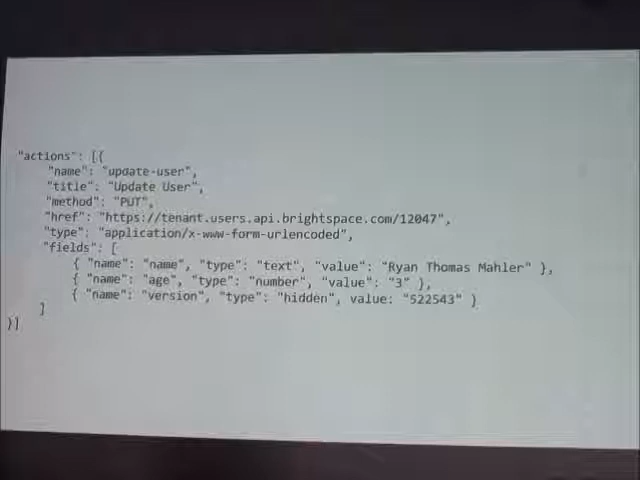 "actions": [{
"name": "update-user",
"title": "Update User",
"method": "PUT",
"href": "https://tenant.users.api.brightspace.com/12047",
"type": "application/x-www-form-urlencoded",
"fields": [
{ "name": "name", "type": "text", "value": "Ryan Thomas Mahler" },
{ "name": "age", "type": "number", "value": "3" },
{ "name": "version", "type": "hidden", value: "522543" }
]
}]